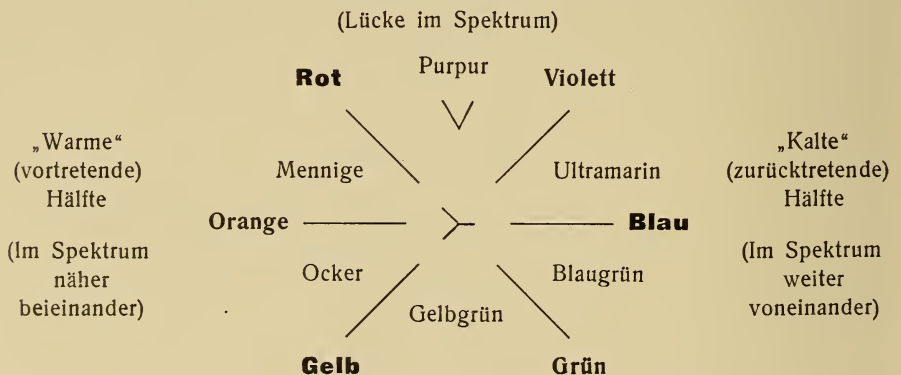 (Lücke im Spektrum)
Purpur
Rot
Violett
„Warme“
(vortretende)
Hälfte
(Im Spektrum
näher
beieinander)
Mennige
Ultramarin
Orange
Blau
Ocker
Blaugrün
Gelbgrün
Gelb
Grün
„Kalte“
(zurücktretende)
Hälfte
(Im Spektrum
weiter
voneinander)